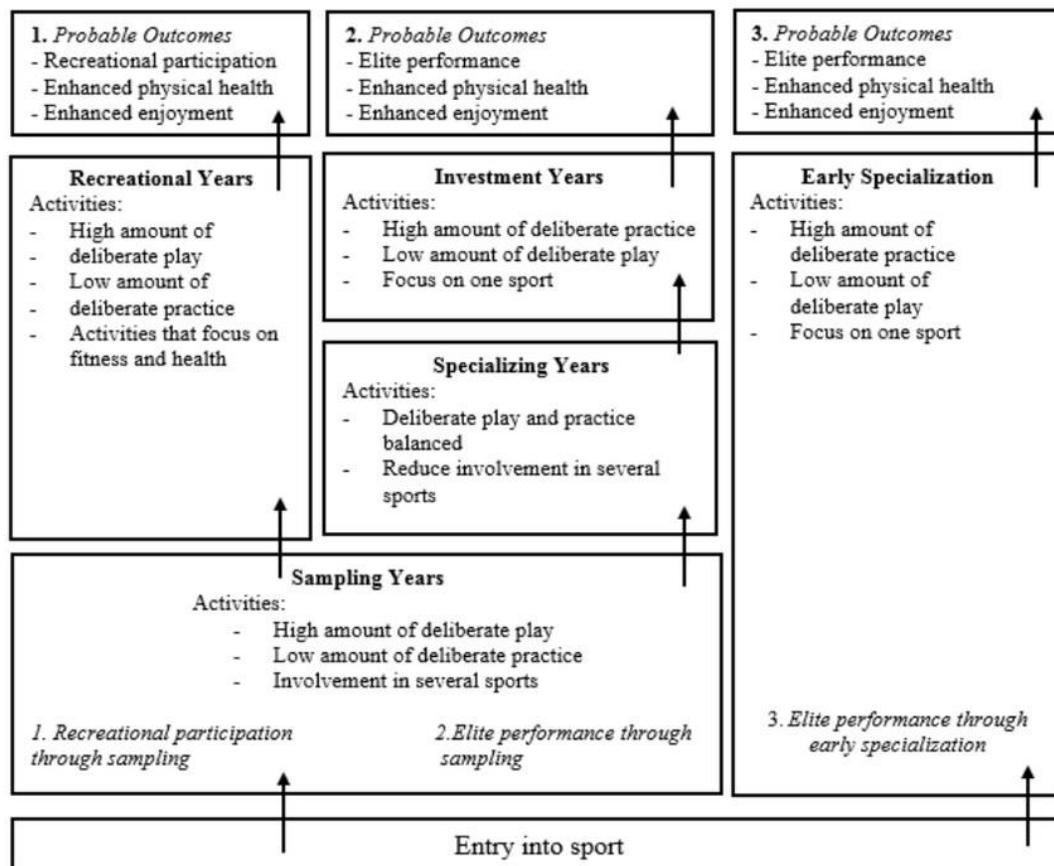 1. Probable Outcomes
- Recreational participation
- Enhanced physical health
- Enhanced enjoyment
2. Probable Outcomes
- Elite performance
- Enhanced physical health
- Enhanced enjoyment
3. Probable Outcomes
- Elite performance
- Enhanced physical health
- Enhanced enjoyment
Recreational Years
Activities:
- High amount of
- deliberate play
- Low amount of
- deliberate practice
- Activities that focus on
fitness and health
Investment Years
Activities:
- High amount of deliberate practice
- Low amount of deliberate play
- Focus on one sport
Early Specialization
Activities:
- High amount of
deliberate practice
- Low amount of
deliberate play
- Focus on one sport
Specializing Years
Activities:
- Deliberate play and practice
balanced
- Reduce involvement in several
sports
Sampling Years
Activities:
- High amount of deliberate play
- Low amount of deliberate practice
- Involvement in several sports
1. Recreational participation
through sampling
2.Elite performance through
sampling
3. Elite performance through
early specialization
Entry into sport